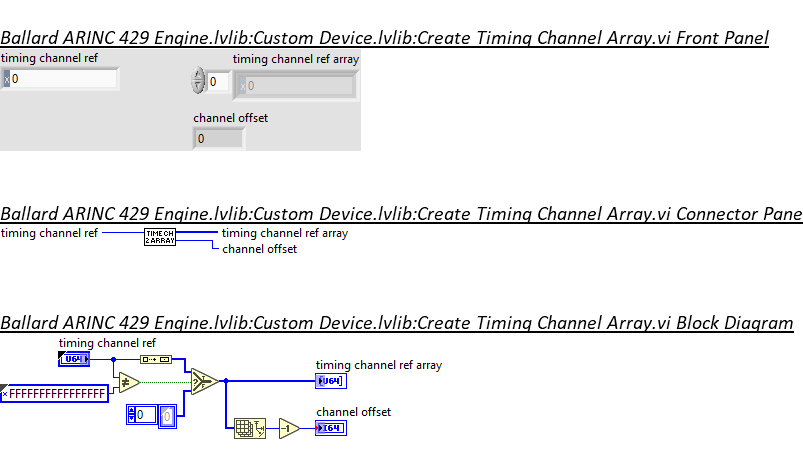 Ballard ARINC 429 Engine.lvlib:Custom Device.lvlib:Create Timing Channel Array.vi Front Panel
timing channel ref
timing channel ref array
x 0
0
x 0
channel offset
0
Ballard ARINC 429 Engine.lvlib:Custom Device.lvlib:Create Timing Channel Array.vi Connector Pane
timing channel ref
TIME CH
2 ARRAY
timing channel ref array
channel offset
Ballard ARINC 429 Engine.lvlib:Custom Device.lvlib:Create Timing Channel Array.vi Block Diagram
timing channel ref
U64
timing channel ref array
x FFFFFFFFFFFFFFFF
≠
? T F
[U64]
0
0
channel offset
-1
I64